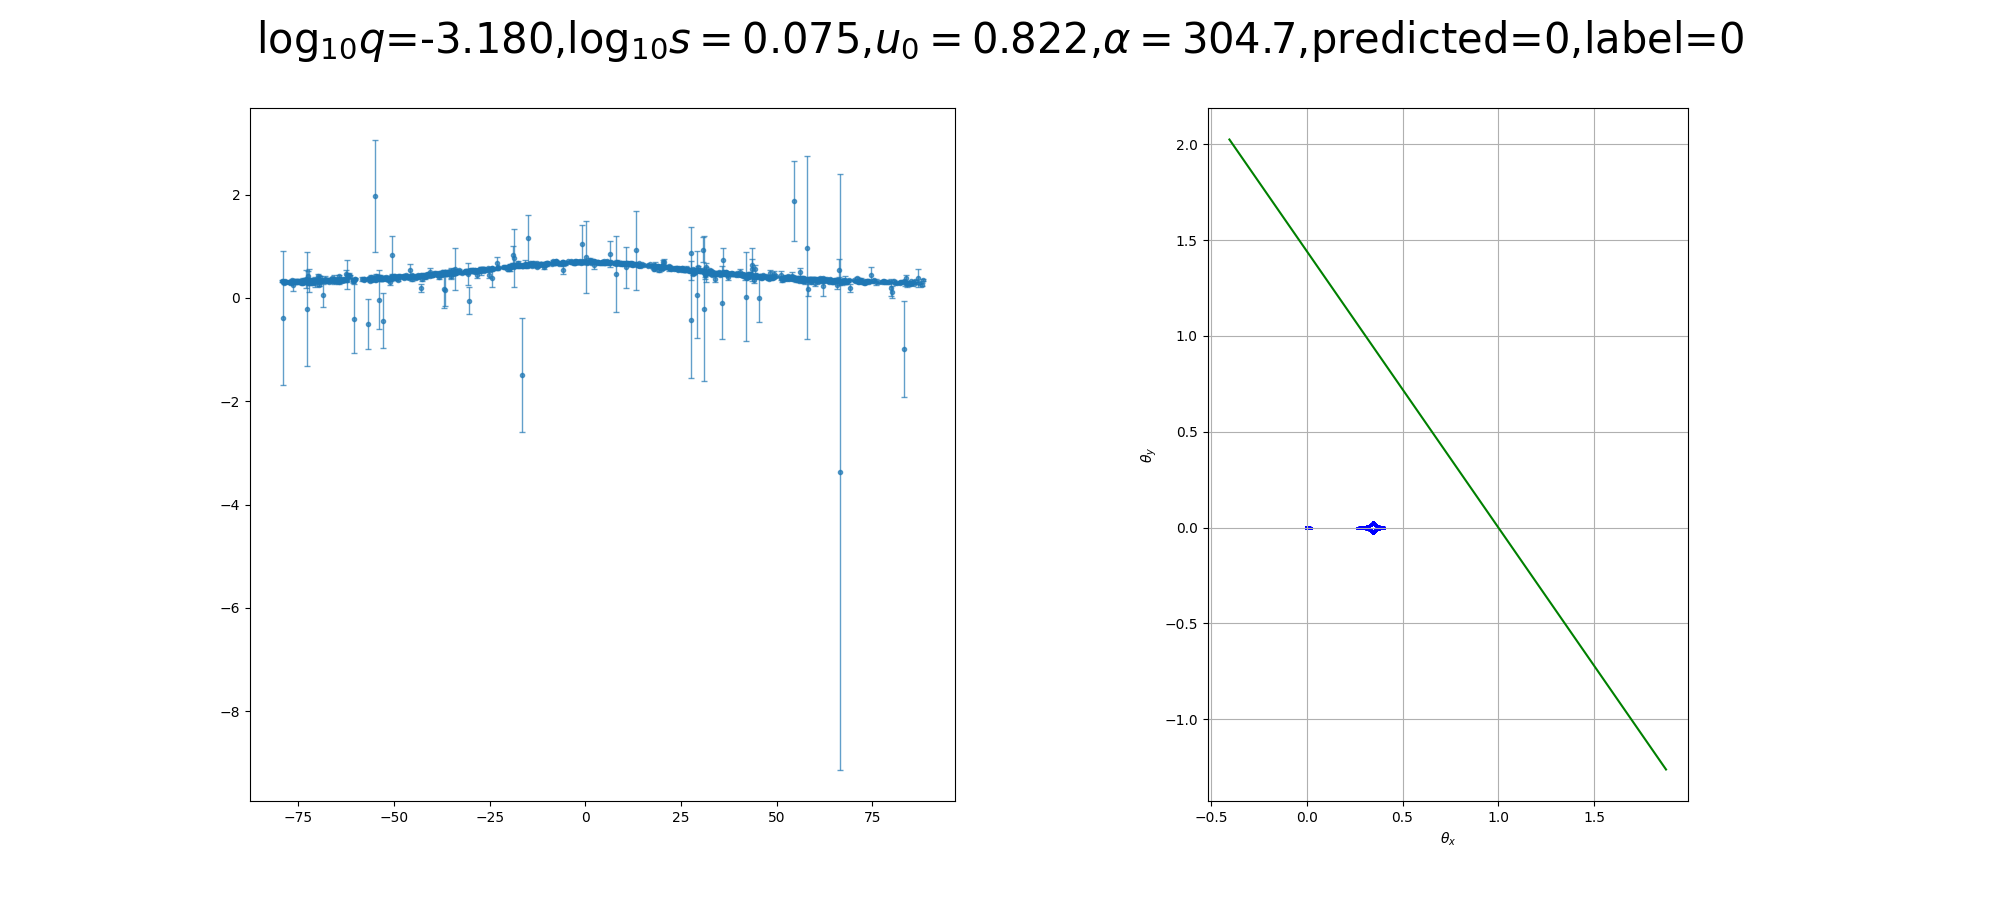 log₁₀q=-3.180,log₁₀s = 0.075,u₀ = 0.822,α = 304.7,predicted=0,label=0
2
0
−2
−4
−6
−8
−75 −50 −25 0 25 50 75
2.0
1.5
1.0
0.5
0.0
−0.5
−1.0
θy
−0.5 0.0 0.5 1.0 1.5
θx